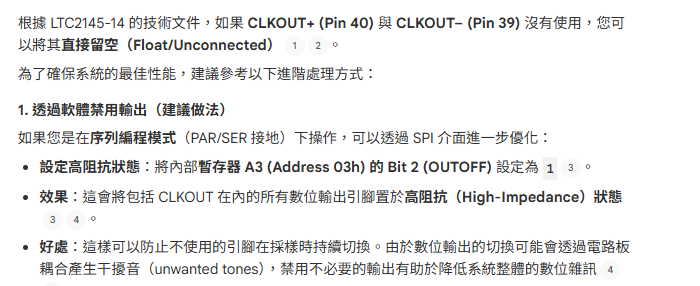 根據 LTC2145-14 的技術文件，如果 CLKOUT+ (Pin 40) 與 CLKOUT– (Pin 39) 沒有使用，您可
以將其直接留空（Float/Unconnected） 1 2 。
為了確保系統的最佳性能，建議參考以下進階處理方式：
1. 透過軟體禁用輸出（建議做法）
如果您是在序列編程模式（PAR/SER 接地）下操作，可以透過 SPI 介面進一步優化：
• 設定高阻抗狀態：將內部暫存器 A3 (Address 03h) 的 Bit 2 (OUTOFF) 設定為 1 3 。
• 效果：這會將包括 CLKOUT 在內的所有數位輸出引腳置於高阻抗（High-Impedance）狀態
3 4 。
• 好處：這樣可以防止不使用的引腳在採樣時持續切換。由於數位輸出的切換可能會透過電路板
耦合產生干擾音（unwanted tones），禁用不必要的輸出有助於降低系統整體的數位雜訊 4